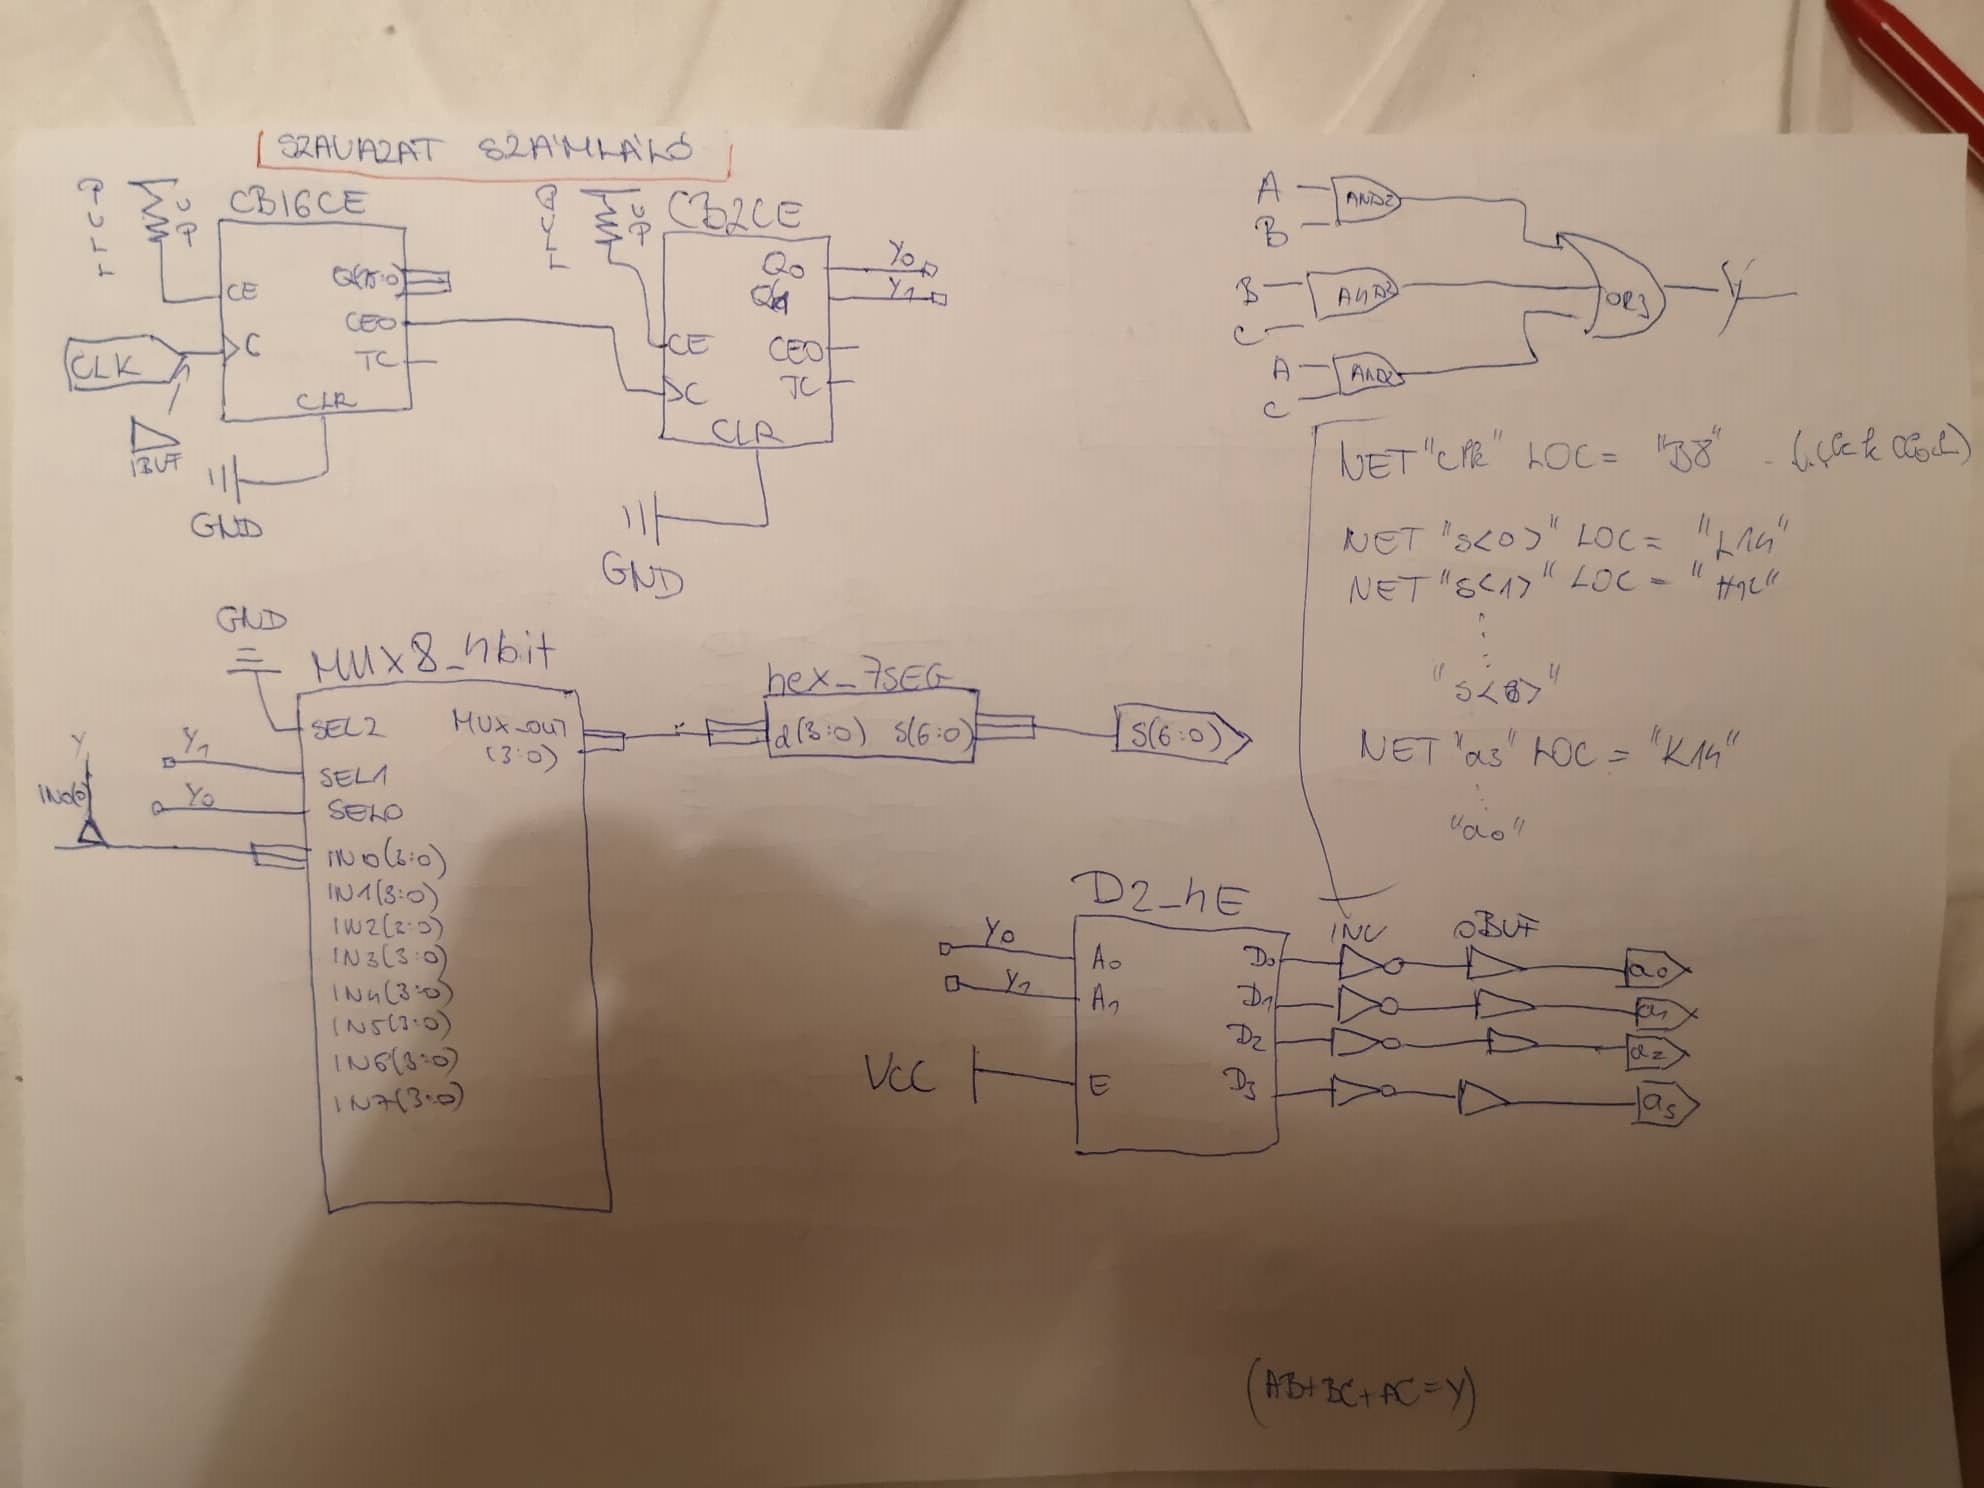 SZAVAZAT SZÁMLÁLÓ
PULL UP
CB16CE
CE
Q(15:0)
CEO
C
TC
CLR
CLK
IBUF
GND
PULL UP
CB2CE
Q0 Y0
Y1
CE
CEO
C
TC
CLR
GND
A
B
AND2
B
C
AND2
A
C
AND2
OR3
Y
NET LOC = "B8"
NET "S<0>" LOC = "L14"
NET "S<1>" LOC = "H12"
NET "a3" LOC = "K14"
"a0"
GND
MUX8_4bit
SEL2
MUX_OUT
(3:0)
Y1
SEL1
Y0
SEL0
Y
IN0(0)
IN0(3:0)
IN1(3:0)
IN2(3:0)
IN3(3:0)
IN4(3:0)
IN5(3:0)
IN6(3:0)
IN7(3:0)
hex_7SEG
d(3:0) S(6:0)
S(6:0)
D2_4E
INV OBUF
Y0 A0
Y1 A1
VCC E
D0 a0
D1 a1
D2 a2
D3 a3
(AB+BC+AC=Y)